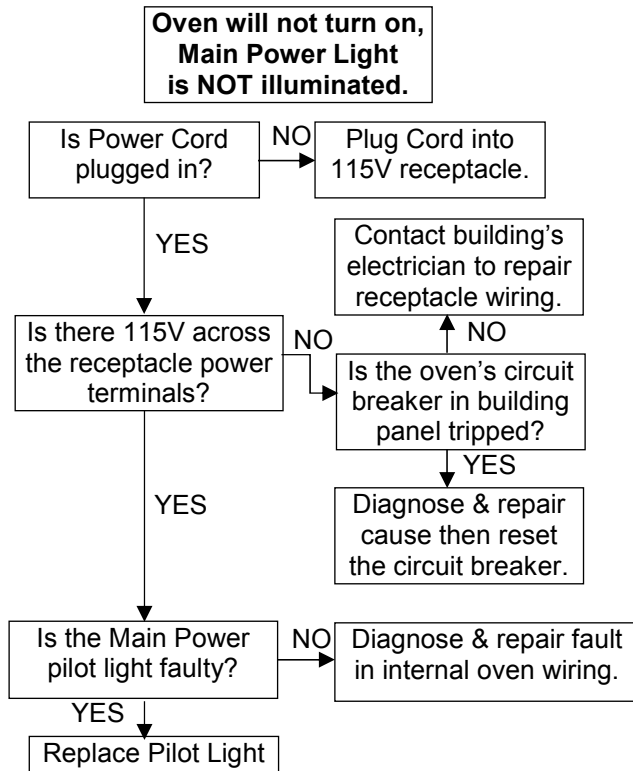 Oven will not turn on,
Main Power Light
is NOT illuminated.
Is Power Cord
plugged in?
NO
Plug Cord into
115V receptacle.
YES
Contact building’s
electrician to repair
receptacle wiring.
NO
Is there 115V across
the receptacle power
terminals?
NO
Is the oven’s circuit
breaker in building
panel tripped?
YES
Diagnose & repair
cause then reset
the circuit breaker.
YES
Is the Main Power
pilot light faulty?
NO
Diagnose & repair fault
in internal oven wiring.
YES
Replace Pilot Light